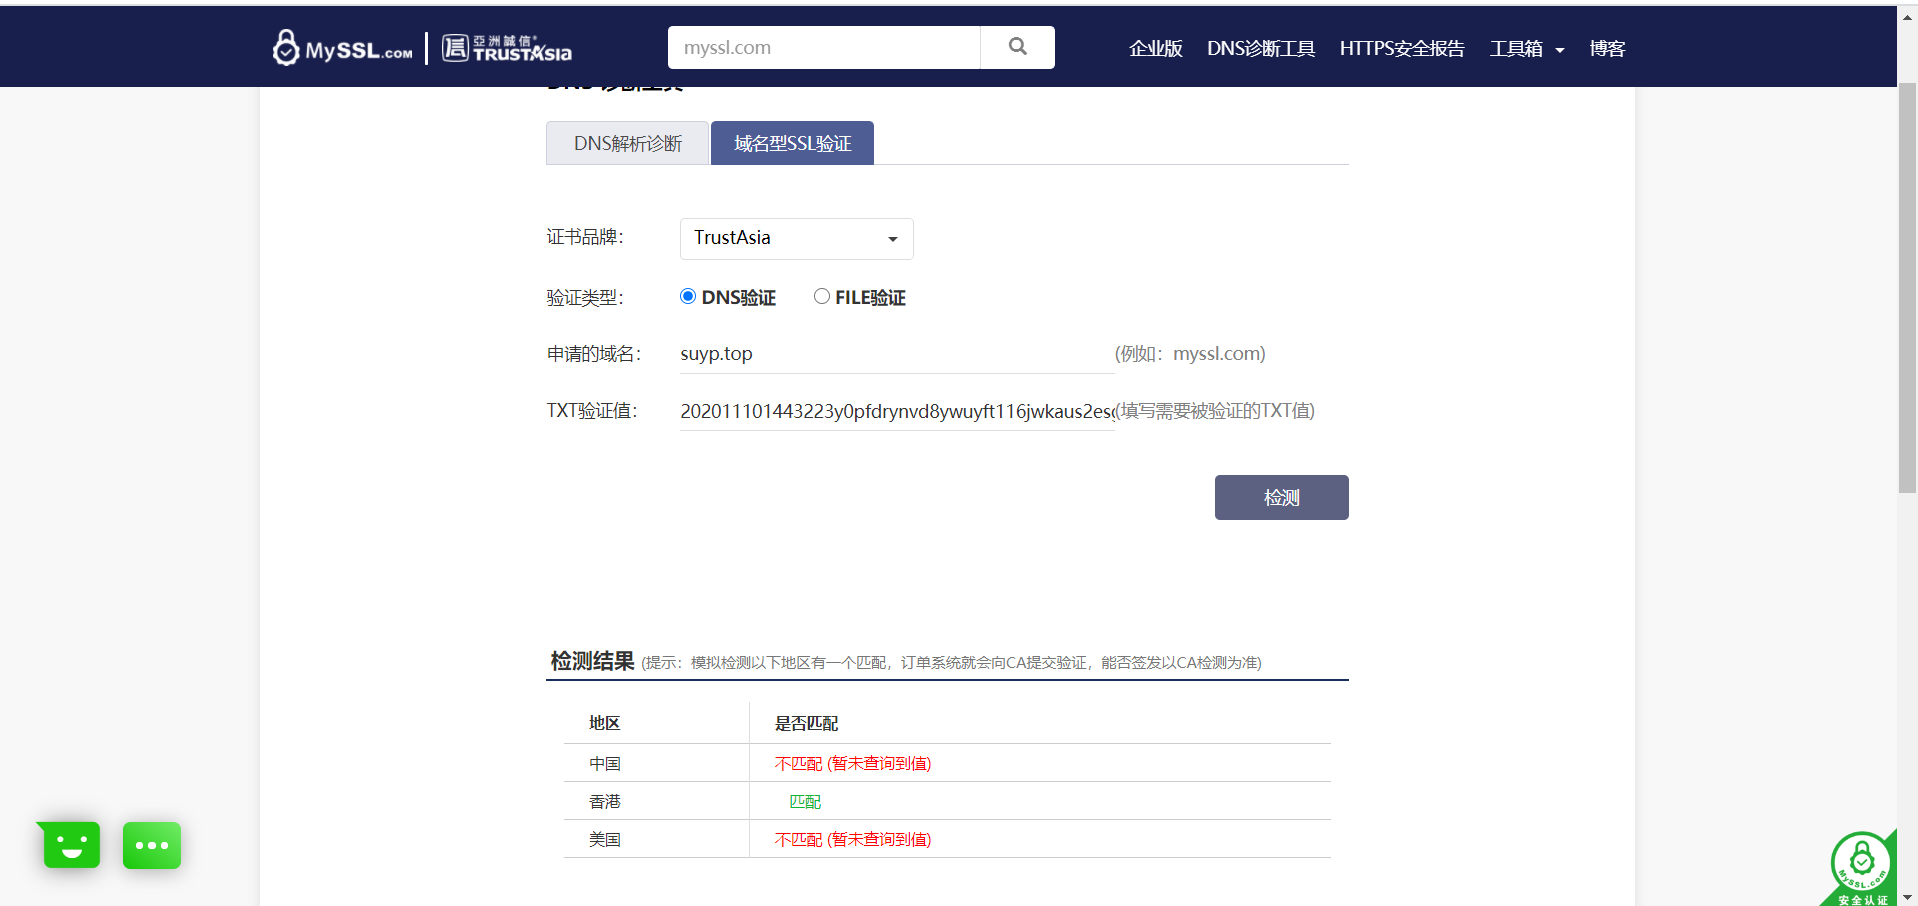 MySSL.com
亞洲誠信
TRUSTAsia
myssl.com
企业版
DNS诊断工具
HTTPS安全报告
工具箱
博客
DNS 诊断工具
DNS解析诊断
域名型SSL验证
证书品牌：
TrustAsia
验证类型：
DNS验证
FILE验证
申请的域名：
suyp.top
(例如：myssl.com)
TXT验证值：
202011101443223y0pfdrynvd8ywuyft116jwkaus2es
(填写需要被验证的TXT值)
检测
检测结果 (提示：模拟检测以下地区有一个匹配，订单系统就会向CA提交验证，能否签发以CA检测为准)
地区
是否匹配
中国
不匹配 (暂未查询到值)
香港
匹配
美国
不匹配 (暂未查询到值)
MySSL.com
安全认证